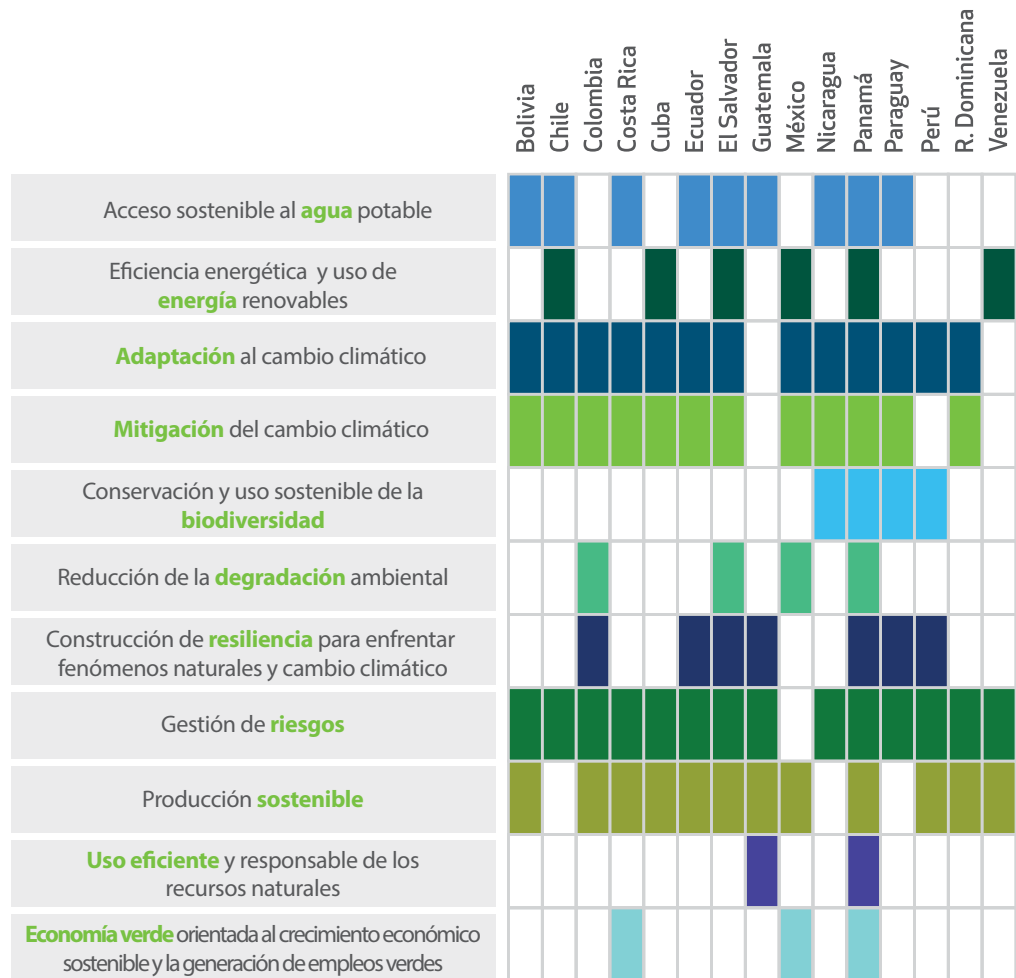 Bolivia
Chile
Colombia
Costa Rica
Cuba
Ecuador
El Salvador
Guatemala
México
Nicaragua
Panamá
Paraguay
Perú
R. Dominicana
Venezuela
Acceso sostenible al agua potable
Eficiencia energética y uso de
energía renovables
Adaptación al cambio climático
Mitigación del cambio climático
Conservación y uso sostenible de la
biodiversidad
Reducción de la degradación ambiental
Construcción de resiliencia para enfrentar
fenómenos naturales y cambio climático
Gestión de riesgos
Producción sostenible
Uso eficiente y responsable de los
recursos naturales
Economía verde orientada al crecimiento económico
sostenible y la generación de empleos verdes